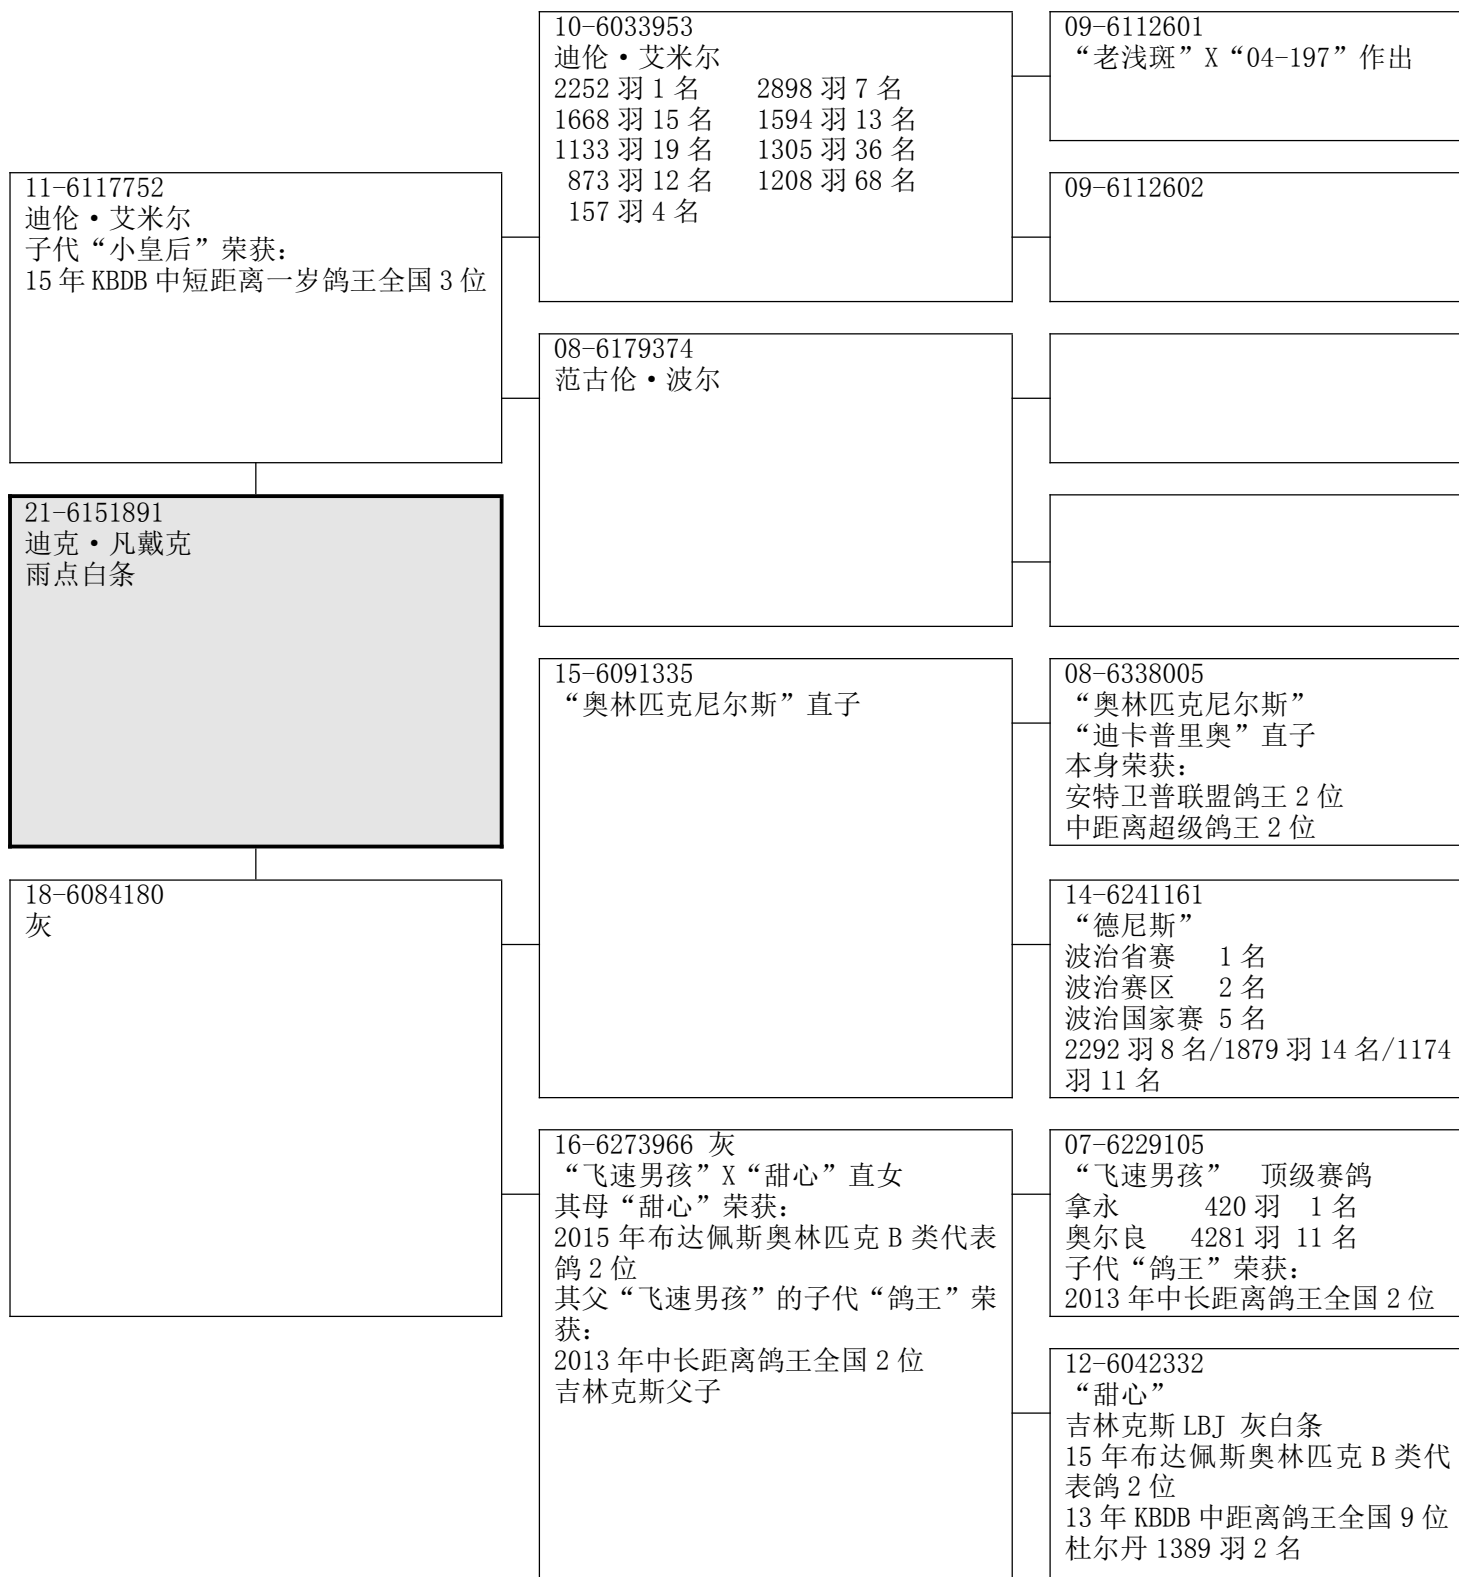 10-6033953
迪伦·艾米尔
2252 羽 1 名 2898 羽 7 名
1668 羽 15 名 1594 羽 13 名
1133 羽 19 名 1305 羽 36 名
873 羽 12 名 1208 羽 68 名
157 羽 4 名
09-6112601
“老浅斑”X“04-197”作出
11-6117752
迪伦·艾米尔
子代“小皇后”荣获：
15 年 KBDB 中短距离一岁鸽王全国 3 位
09-6112602
08-6179374
范古伦·波尔
21-6151891
迪克·凡戴克
雨点白条
15-6091335
“奥林匹克尼尔斯”直子
08-6338005
“奥林匹克尼尔斯”
“迪卡普里奥”直子
本身荣获：
安特卫普联盟鸽王 2 位
中距离超级鸽王 2 位
18-6084180
灰
14-6241161
“德尼斯”
波治省赛 1 名
波治赛区 2 名
波治国家赛 5 名
2292 羽 8 名/1879 羽 14 名/1174
羽 11 名
16-6273966 灰
“飞速男孩”X“甜心”直女
其母“甜心”荣获：
2015 年布达佩斯奥林匹克 B 类代表
鸽 2 位
其父“飞速男孩”的子代“鸽王”荣
获：
2013 年中长距离鸽王全国 2 位
吉林克斯父子
07-6229105
“飞速男孩” 顶级赛鸽
拿永 420 羽 1 名
奥尔良 4281 羽 11 名
子代“鸽王”荣获：
2013 年中长距离鸽王全国 2 位
12-6042332
“甜心”
吉林克斯 LBJ 灰白条
15 年布达佩斯奥林匹克 B 类代
表鸽 2 位
13 年 KBDB 中距离鸽王全国 9 位
杜尔丹 1389 羽 2 名